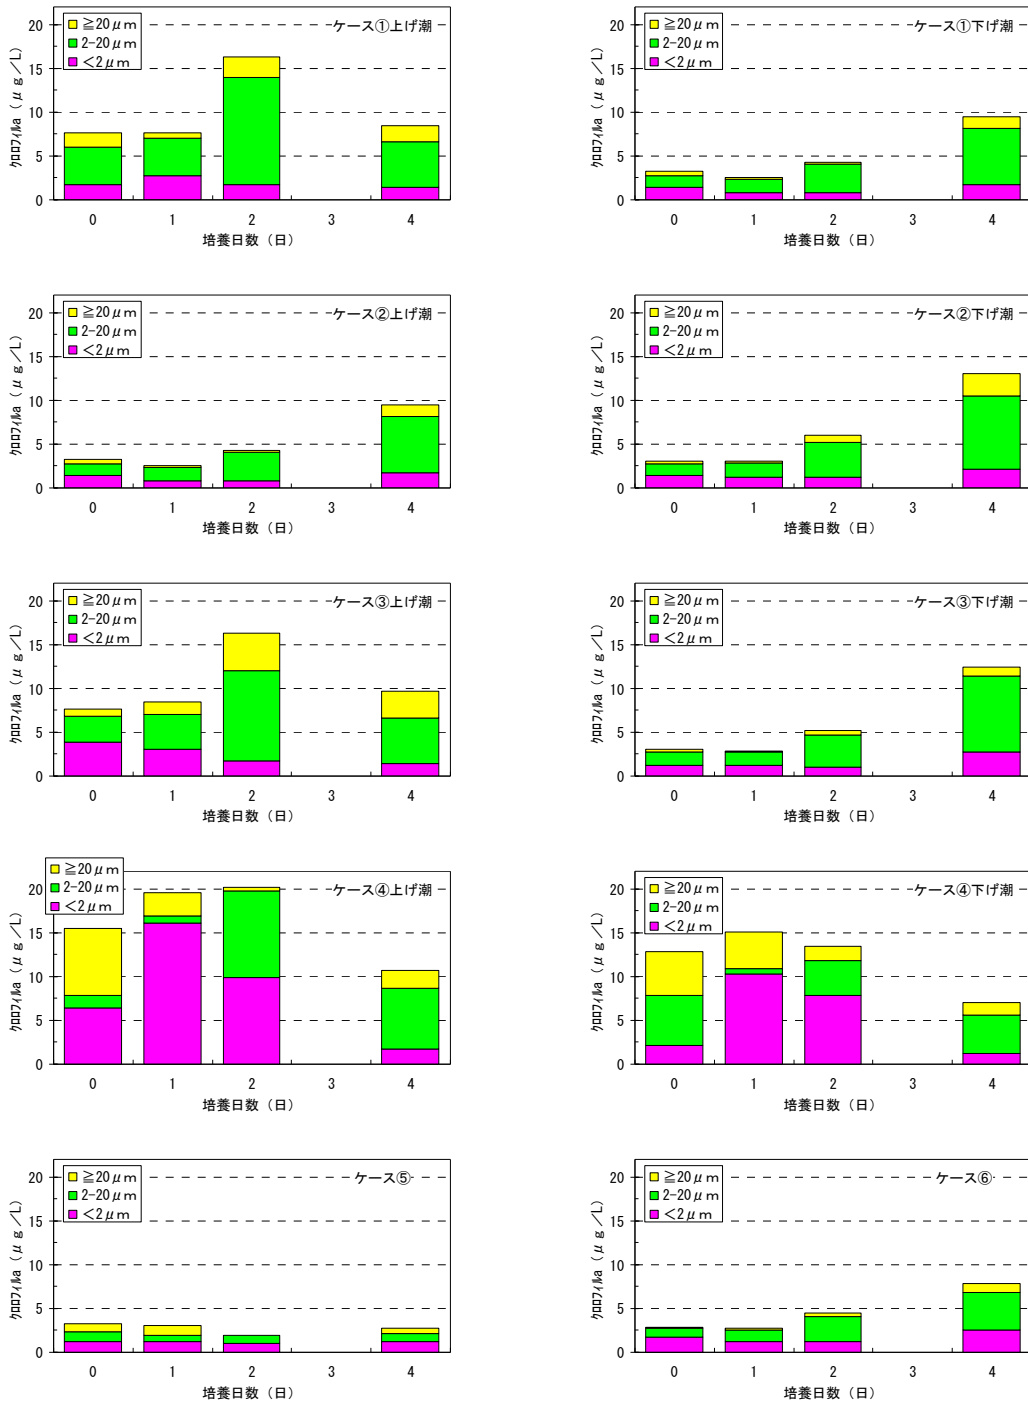 ケース①上げ潮
≧20μm
2-20μm
<2μm
クロロフィルa(μg/L)
20
15
10
5
0
0 1 2 3 4
培養日数(日)
ケース①下げ潮
≧20μm
2-20μm
<2μm
クロロフィルa(μg/L)
20
15
10
5
0
0 1 2 3 4
培養日数(日)
ケース②上げ潮
≧20μm
2-20μm
<2μm
クロロフィルa(μg/L)
20
15
10
5
0
0 1 2 3 4
培養日数(日)
ケース②下げ潮
≧20μm
2-20μm
<2μm
クロロフィルa(μg/L)
20
15
10
5
0
0 1 2 3 4
培養日数(日)
ケース③上げ潮
≧20μm
2-20μm
<2μm
クロロフィルa(μg/L)
20
15
10
5
0
0 1 2 3 4
培養日数(日)
ケース③下げ潮
≧20μm
2-20μm
<2μm
クロロフィルa(μg/L)
20
15
10
5
0
0 1 2 3 4
培養日数(日)
ケース④上げ潮
≧20μm
2-20μm
<2μm
クロロフィルa(μg/L)
20
15
10
5
0
0 1 2 3 4
培養日数(日)
ケース④下げ潮
≧20μm
2-20μm
<2μm
クロロフィルa(μg/L)
20
15
10
5
0
0 1 2 3 4
培養日数(日)
ケース⑤
≧20μm
2-20μm
<2μm
クロロフィルa(μg/L)
20
15
10
5
0
0 1 2 3 4
培養日数(日)
ケース⑥
≧20μm
2-20μm
<2μm
クロロフィルa(μg/L)
20
15
10
5
0
0 1 2 3 4
培養日数(日)